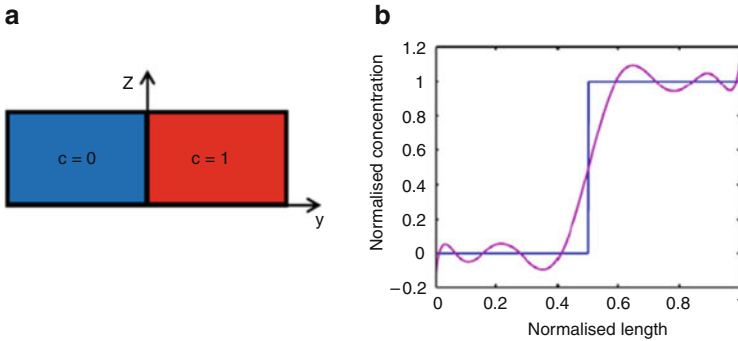 a
Z
c = 0
c = 1
y
b
Normalised concentration
1.2
1
0.8
0.6
0.4
0.2
0
−0.2
0
0.2
0.4
0.6
0.8
Normalised length